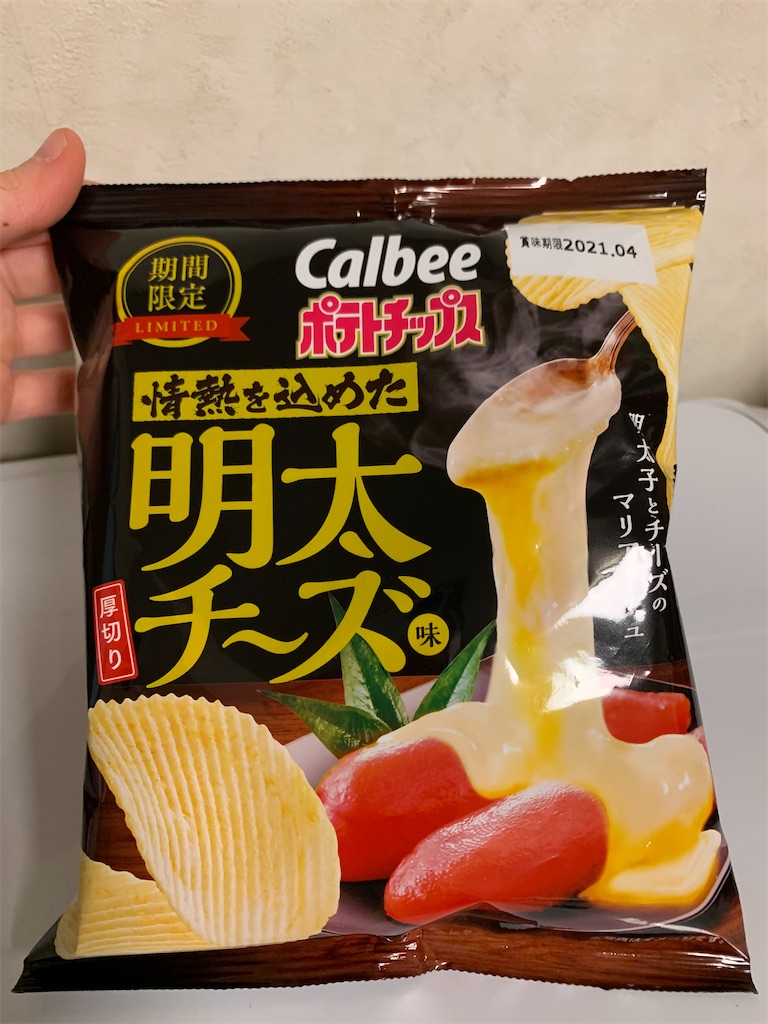 期間
限定
LIMITED
Calbee
ポテトチップス
賞味期限2021.04
情熱を込めた
明太
チーズ味
厚切り
明太子とチーズの